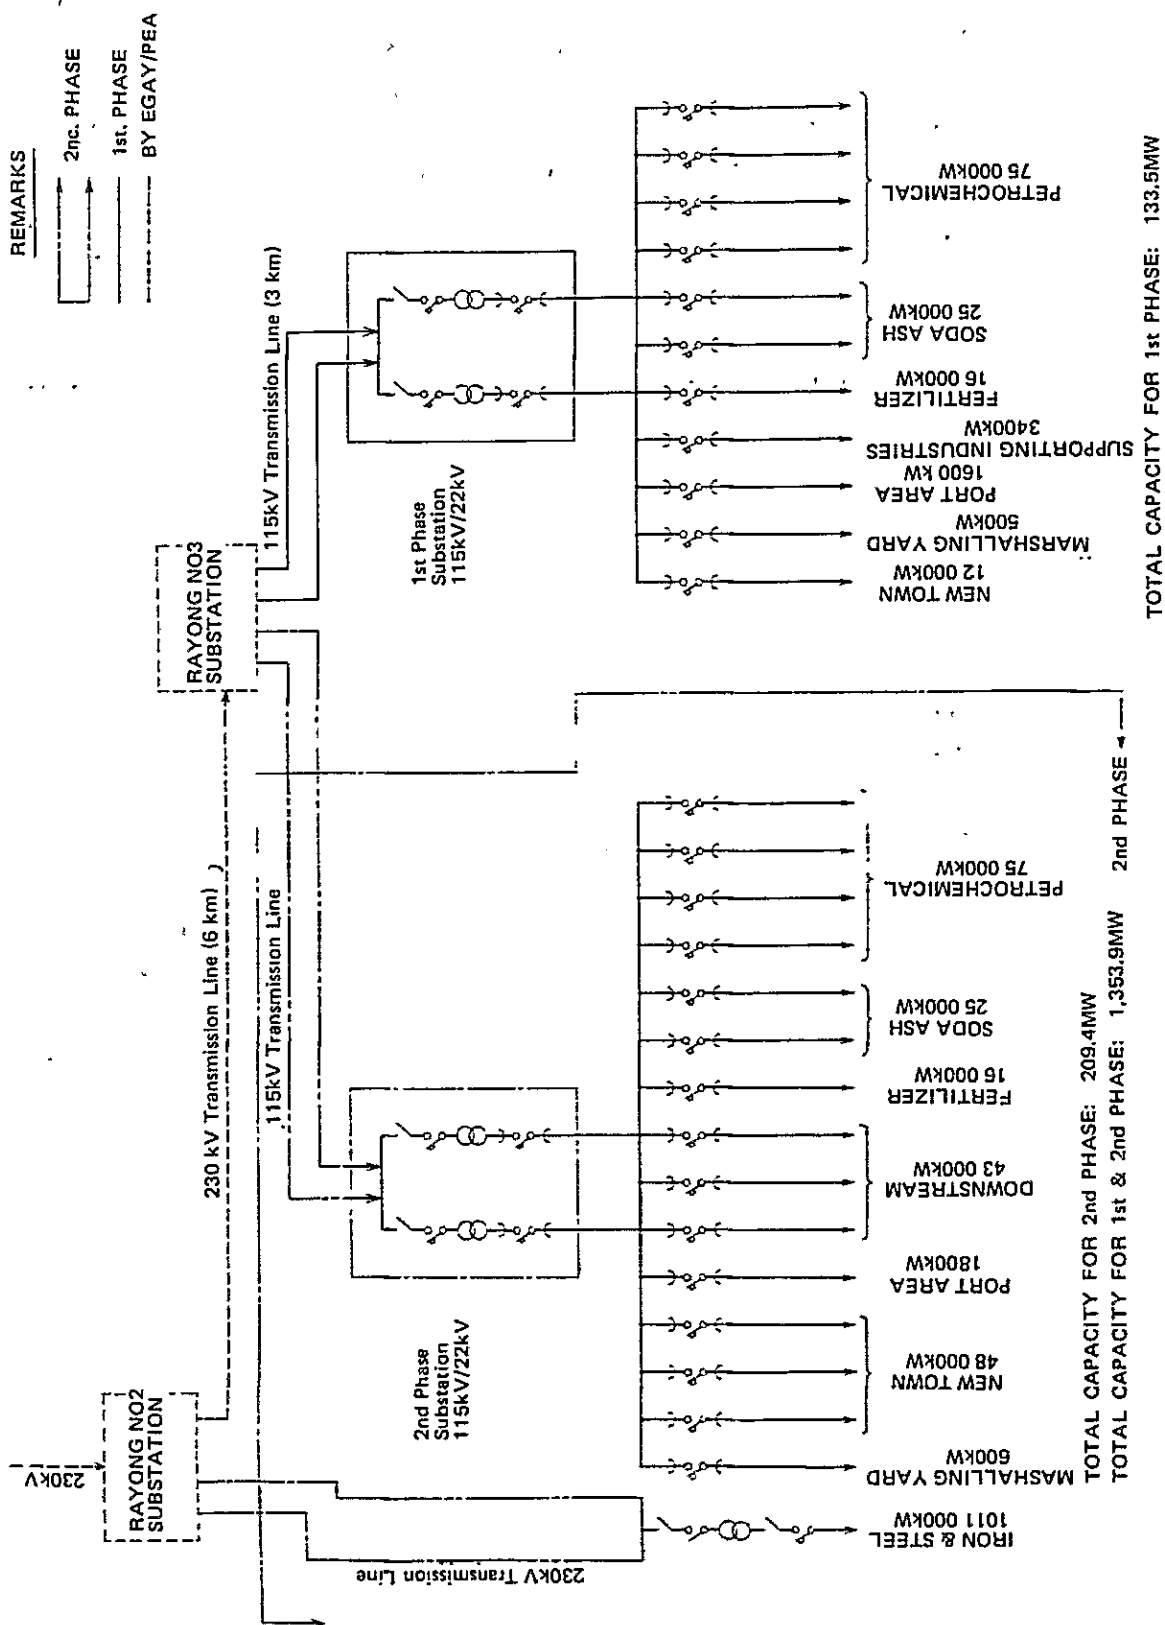 REMARKS
2nc. PHASE
1st. PHASE
BY EGAY/PEA
230kV
RAYONG NO2
SUBSTATION
230 kV Transmission Line (6 km)
RAYONG NO3
SUBSTATION
115kV Transmission Line
115kV Transmission Line (3 km)
230kV Transmission Line
2nd Phase
Substation
115kV/22kV
1st Phase
Substation
115kV/22kV
IRON & STEEL
1011 000kW
MASHALLING YARD
600kW
NEW TOWN
48 000kW
PORT AREA
1800kW
DOWNSTREAM
43 000kW
FERTILIZER
16 000kW
SODA ASH
25 000kW
PETROCHEMICAL
75 000kW
NEW TOWN
12 000kW
MARSHALLING YARD
500kW
PORT AREA
1600 kW
SUPPORTING INDUSTRIES
3400kW
FERTILIZER
16 000kW
SODA ASH
25 000kW
PETROCHEMICAL
75 000kW
TOTAL CAPACITY FOR 2nd PHASE: 209.4MW
TOTAL CAPACITY FOR 1st & 2nd PHASE: 1,353.9MW
2nd PHASE
TOTAL CAPACITY FOR 1st PHASE: 133.5MW